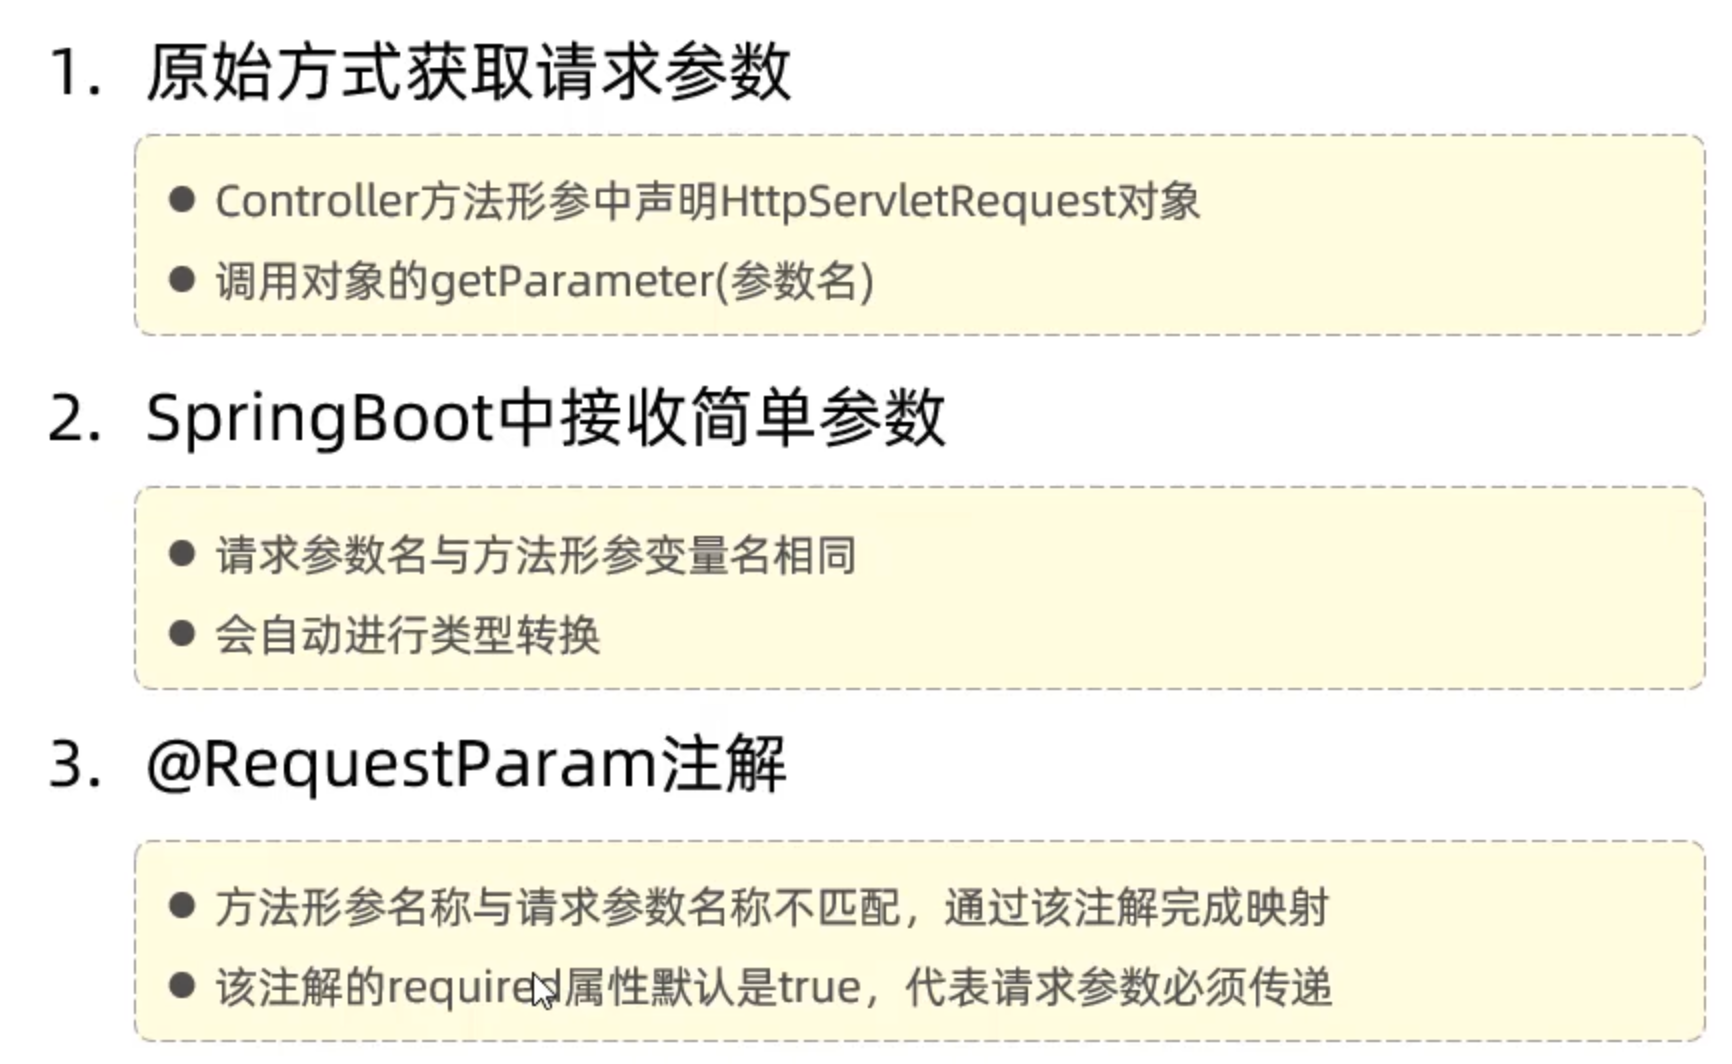 1. 原始方式获取请求参数
● Controller方法形参中声明HttpServletRequest对象
● 调用对象的getParameter(参数名)
2. SpringBoot中接收简单参数
● 请求参数名与方法形参变量名相同
● 会自动进行类型转换
3. @RequestParam注解
● 方法形参名称与请求参数名称不匹配，通过该注解完成映射
● 该注解的required属性默认是true，代表请求参数必须传递